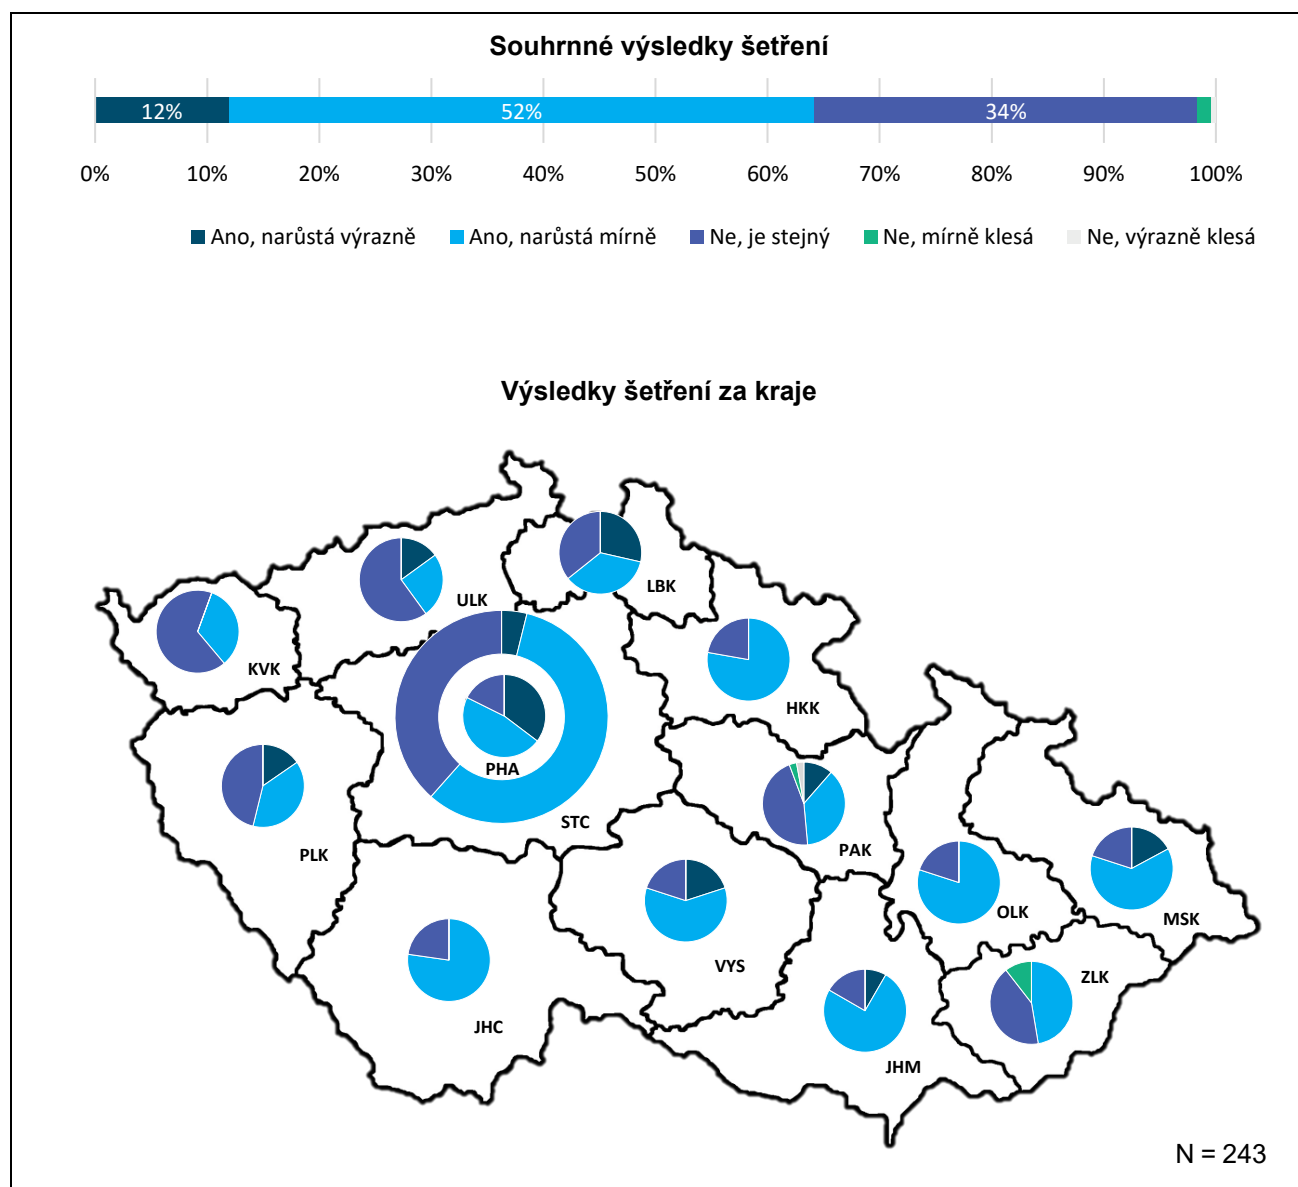 Souhrnné výsledky šetření
12% 52% 34%
0% 10% 20% 30% 40% 50% 60% 70% 80% 90% 100%
Ano, narůstá výrazně Ano, narůstá mírně Ne, je stejný Ne, mírně klesá Ne, výrazně klesá
Výsledky šetření za kraje
LBK
ULK
KVK
HKK
PHA
STC
PLK
PAK
OLK
MSK
VYS
ZLK
JHC
JHM
N = 243